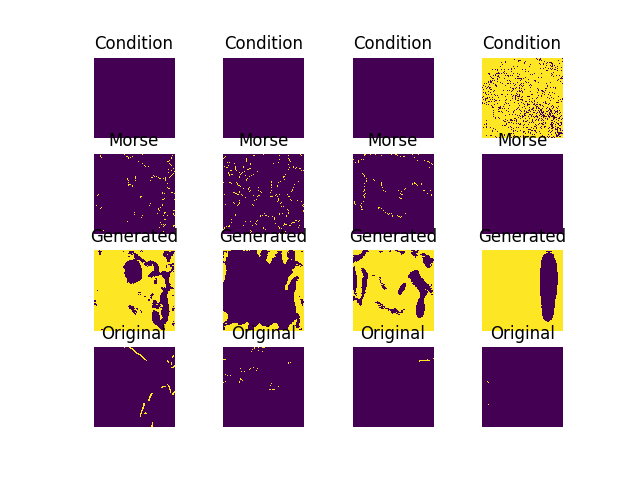 Condition Condition Condition Condition
Morse Morse Morse Morse
Generated Generated Generated Generated
Original Original Original Original